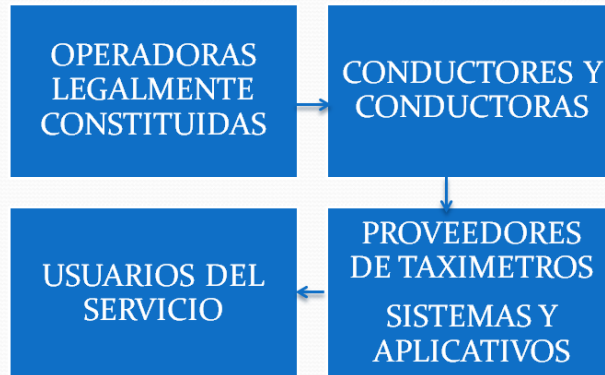 OPERADORAS
LEGALMENTE
CONSTITUIDAS
CONDUCTORES Y
CONDUCTORAS
USUARIOS DEL
SERVICIO
PROVEEDORES
DE TAXIMETROS
SISTEMAS Y
APLICATIVOS